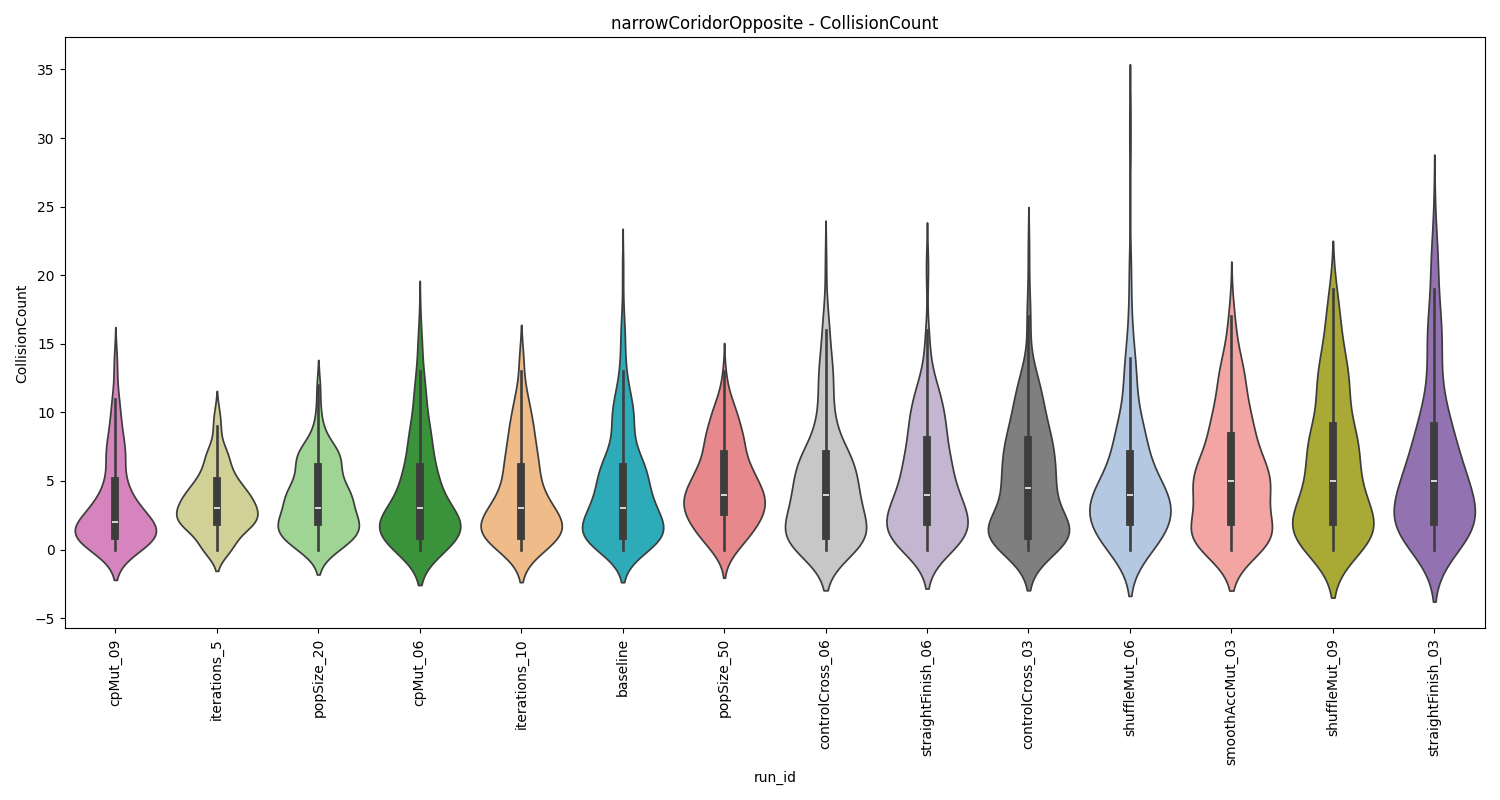 narrowCoridorOpposite - CollisionCount
CollisionCount
35
30
25
20
15
10
5
0
−5
cpMut_09
iterations_5
popSize_20
cpMut_06
iterations_10
baseline
popSize_50
controlCross_06
straightFinish_06
controlCross_03
shuffleMut_06
smoothAccMut_03
shuffleMut_09
straightFinish_03
run_id